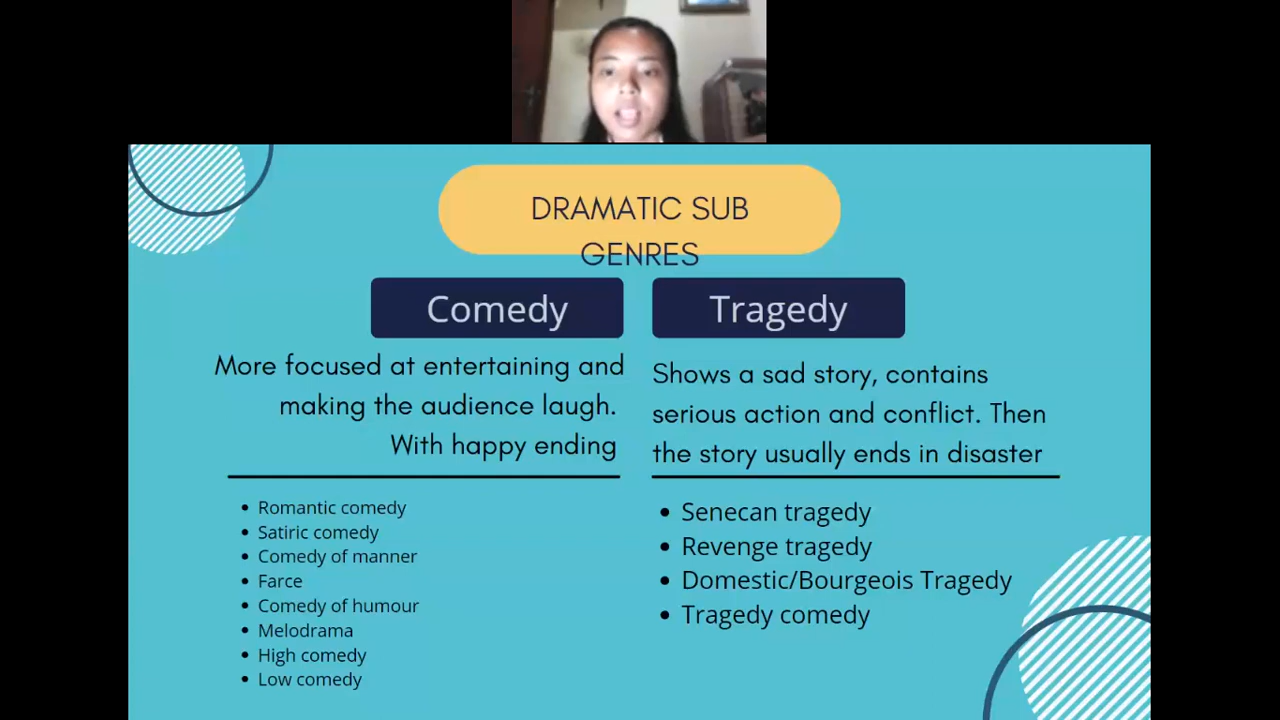 DRAMATIC SUB
GENRES
Comedy
More focused at entertaining and
making the audience laugh.
With happy ending
Romantic comedy
Satiric comedy
Comedy of manner
Farce
Comedy of humour
Melodrama
High comedy
Low comedy
Tragedy
Shows a sad story, contains
serious action and conflict. Then
the story usually ends in disaster
Senecan tragedy
Revenge tragedy
Domestic/Bourgeois Tragedy
Tragedy comedy